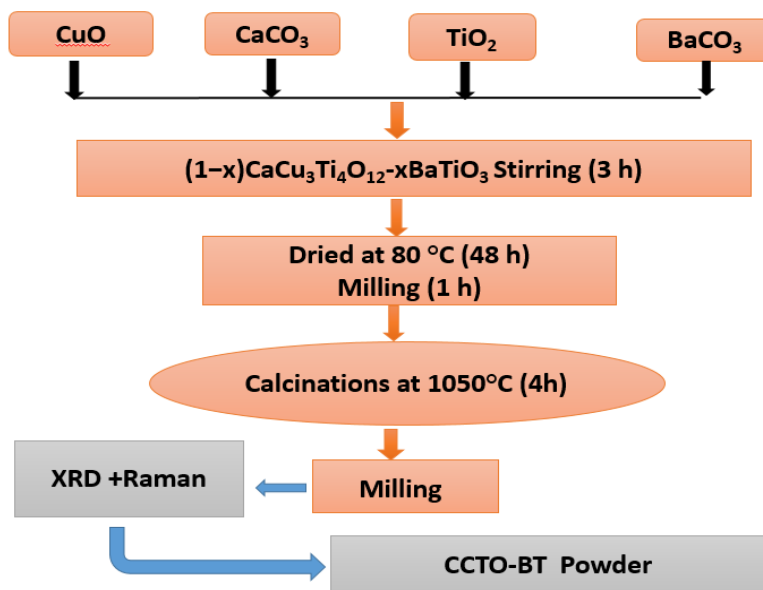 CuO
CaCO₃
TiO₂
BaCO₃
(1−x)CaCu₃Ti₄O₁₂-xBaTiO₃ Stirring (3 h)
Dried at 80 °C (48 h)
Milling (1 h)
Calcinations at 1050°C (4h)
XRD +Raman
Milling
CCTO-BT Powder